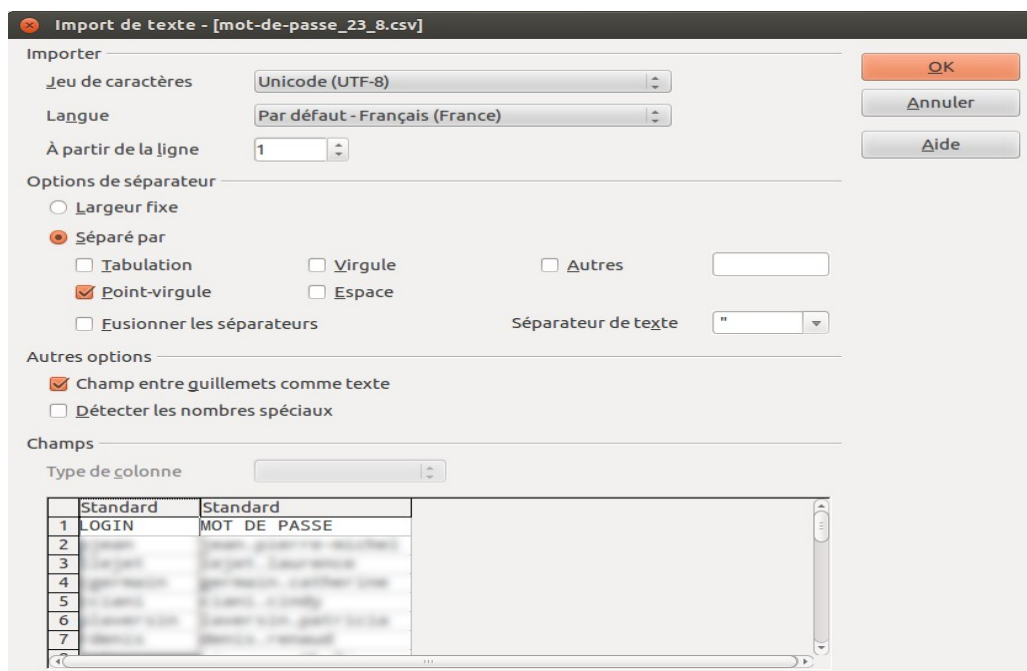 Import de texte - [mot-de-passe_23_8.csv]
Importer
Jeu de caractères Unicode (UTF-8)
Langue Par défaut - Français (France)
À partir de la ligne 1
OK
Annuler
Aide
Options de séparateur
Largeur fixe
Séparé par
Tabulation Virgule Autres
Point-virgule Espace
Fusionner les séparateurs Séparateur de texte "
Autres options
Champ entre guillemets comme texte
Détecter les nombres spéciaux
Champs
Type de colonne
Standard Standard
1 LOGIN MOT DE PASSE
2
3
4
5
6
7